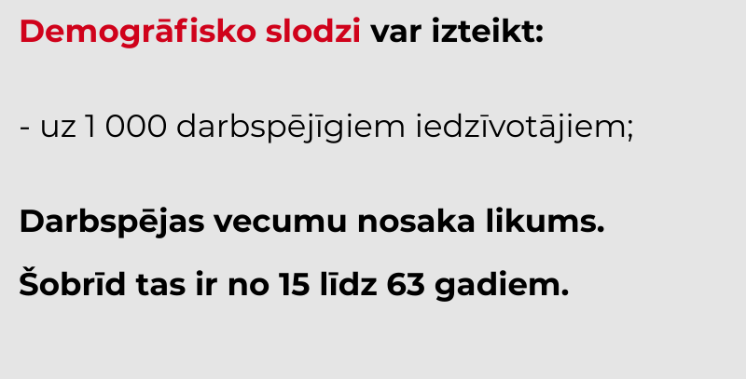 Demogrāfisko slodzi var izteikt:
- uz 1 000 darbspējīgiem iedzīvotājiem;
Darbspējas vecumu nosaka likums.
Šobrīd tas ir no 15 līdz 63 gadiem.